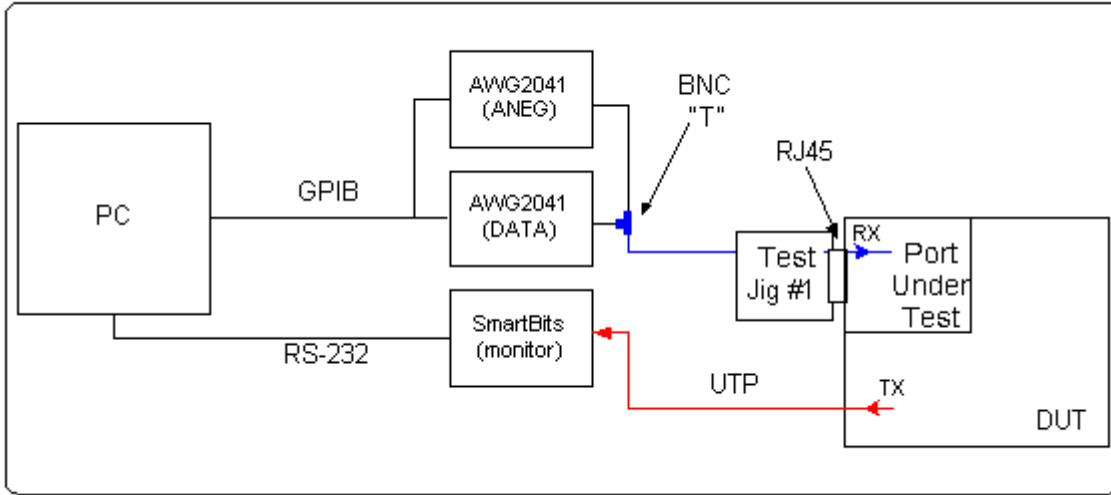 AWG2041
(ANEG)
BNC
"T"
RJ45
GPIB
PC
AWG2041
(DATA)
RX
Test
Jig #1
Port
Under
Test
SmartBits
(monitor)
RS-232
UTP
TX
DUT